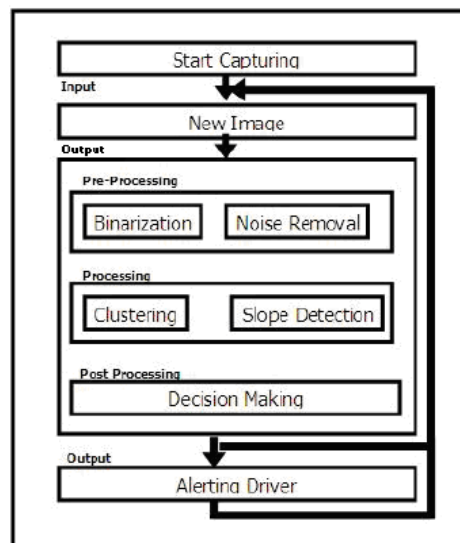 Start Capturing
Input
New Image
Output
Pre-Processing
Binarization Noise Removal
Processing
Clustering Slope Detection
Post Processing
Decision Making
Output
Alerting Driver